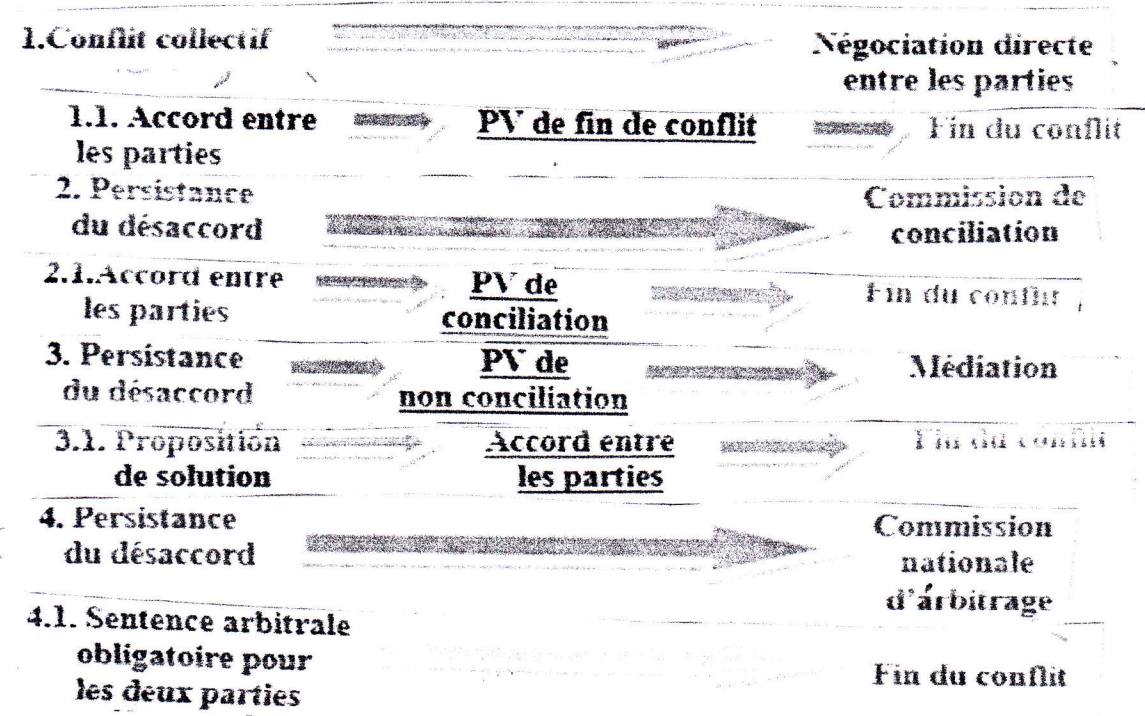 1.Conflit collectif
Négociation directe
entre les parties
1.1. Accord entre
les parties
PV de fin de conflit
Fin du conflit
2. Persistance
du désaccord
Commission de
conciliation
2.1.Accord entre
les parties
PV de
conciliation
Fin du conflit
3. Persistance
du désaccord
PV de
non conciliation
Médiation
3.1. Proposition
de solution
Accord entre
les parties
Fin du conflit
4. Persistance
du désaccord
Commission
nationale
d'árbitrage
4.1. Sentence arbitrale
obligatoire pour
les deux parties
Fin du conflit